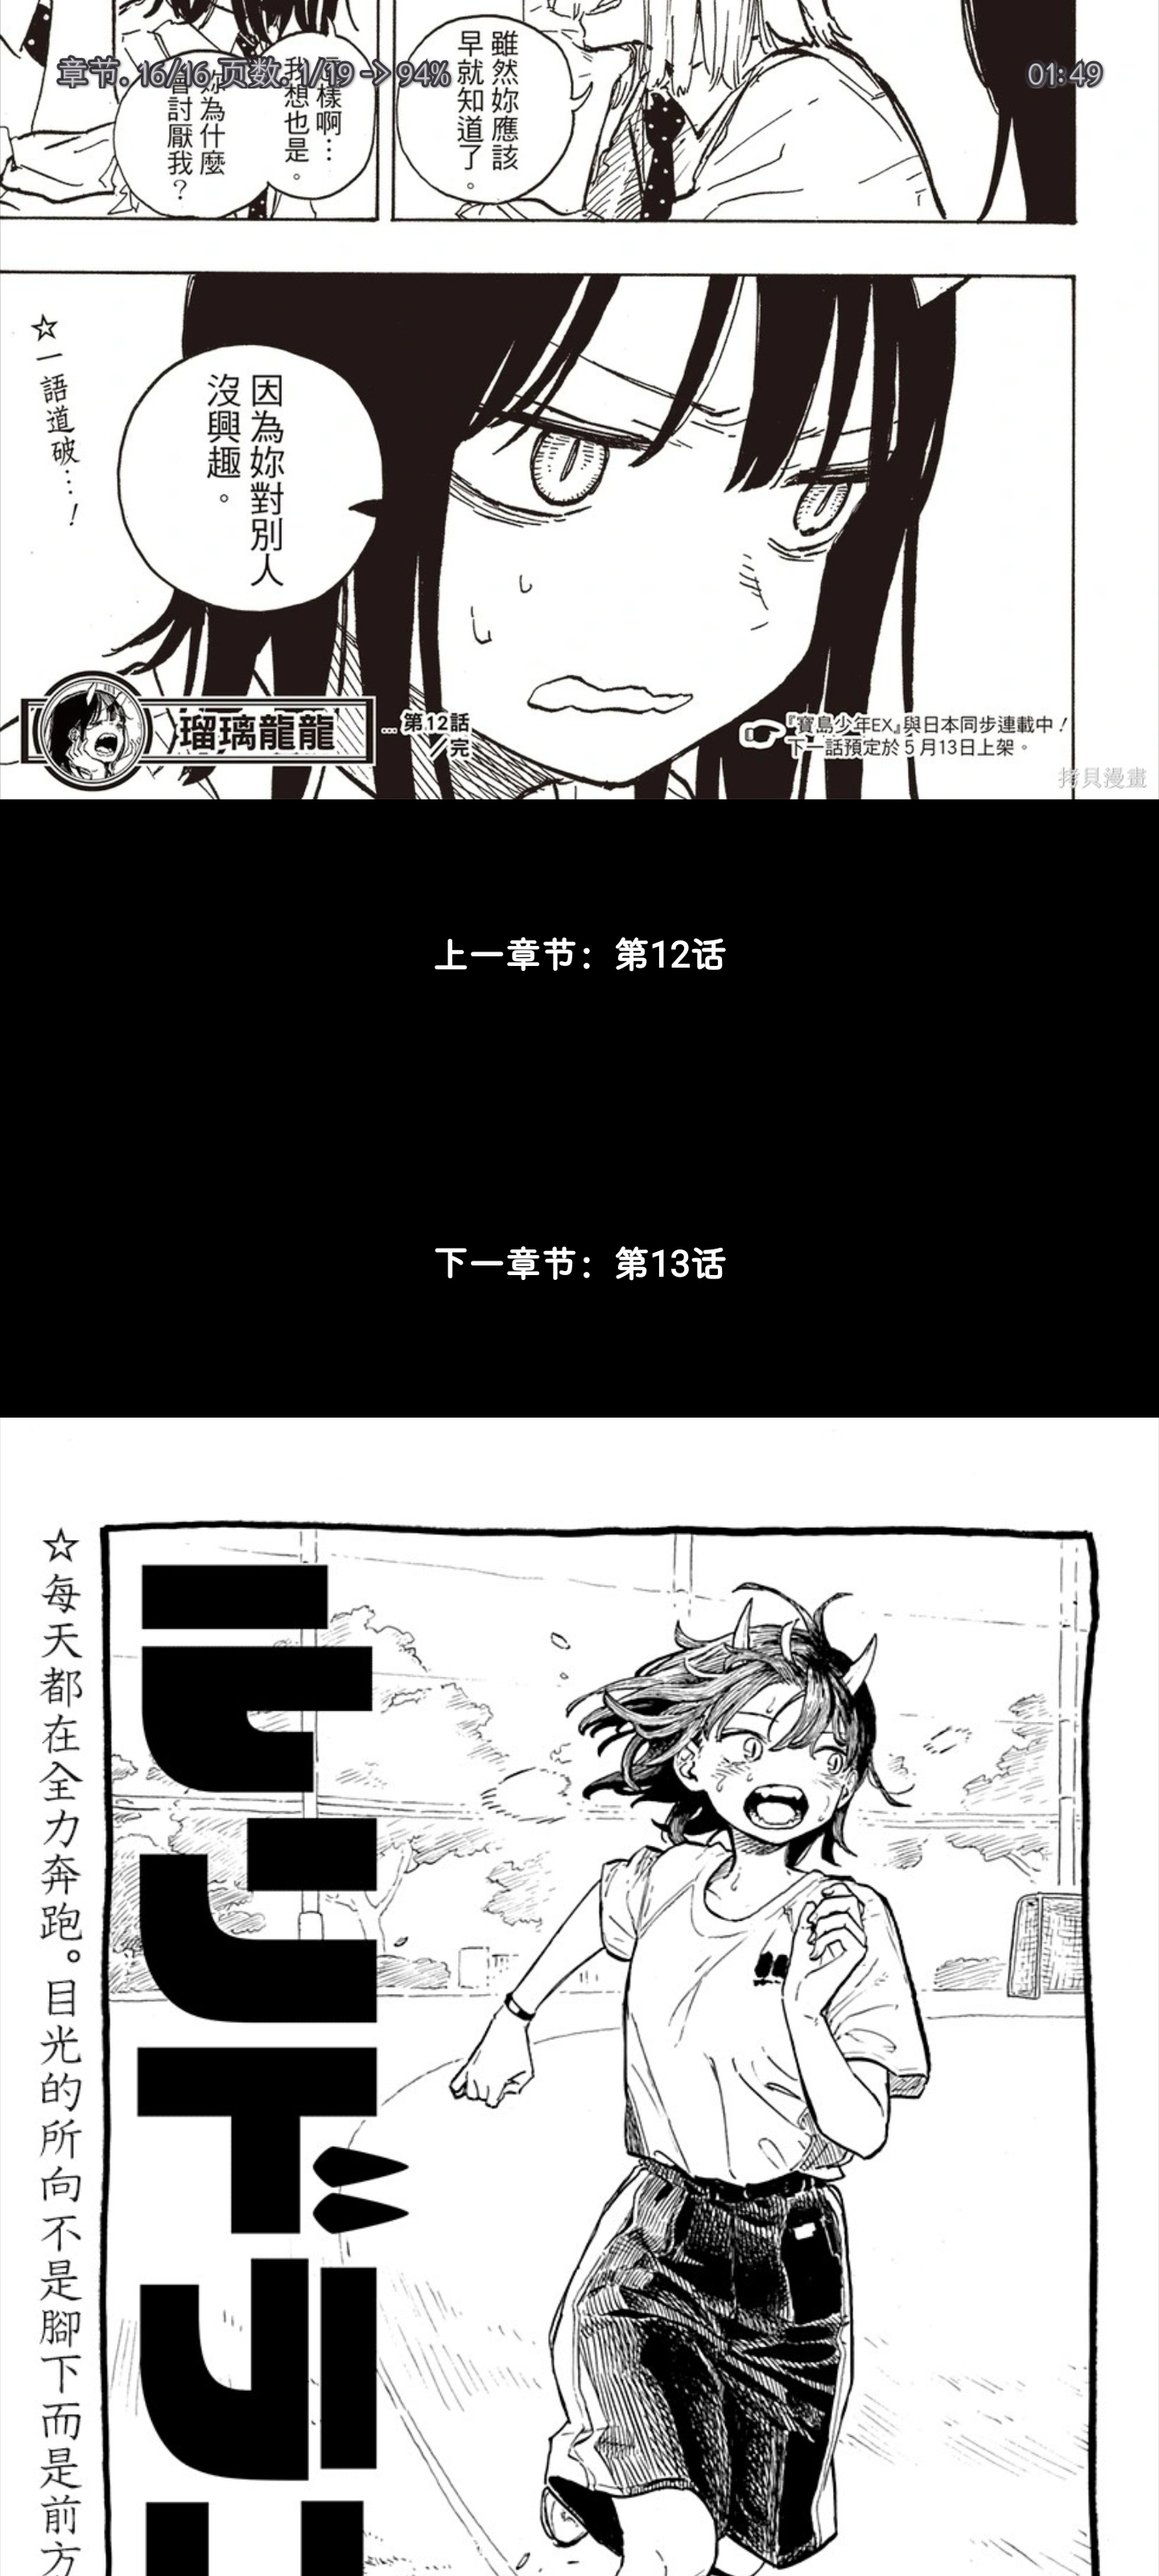 章节. 16/16 页数. 1/19 -> 94%
01:49
雖然妳應該
早就知道了。
樣啊…
我想也是。
妳為什麼
會討厭我？
因為妳對別人
沒興趣。
☆一語道破…！
瑠璃龍龍
… 第12話
／完
『寶島少年EX』與日本同步連載中！
下一話預定於５月13日上架。
拷貝漫畫
上一章节：第12话
下一章节：第13话
☆每天都在全力奔跑。目光的所向不是腳下而是前方
ルリドラ